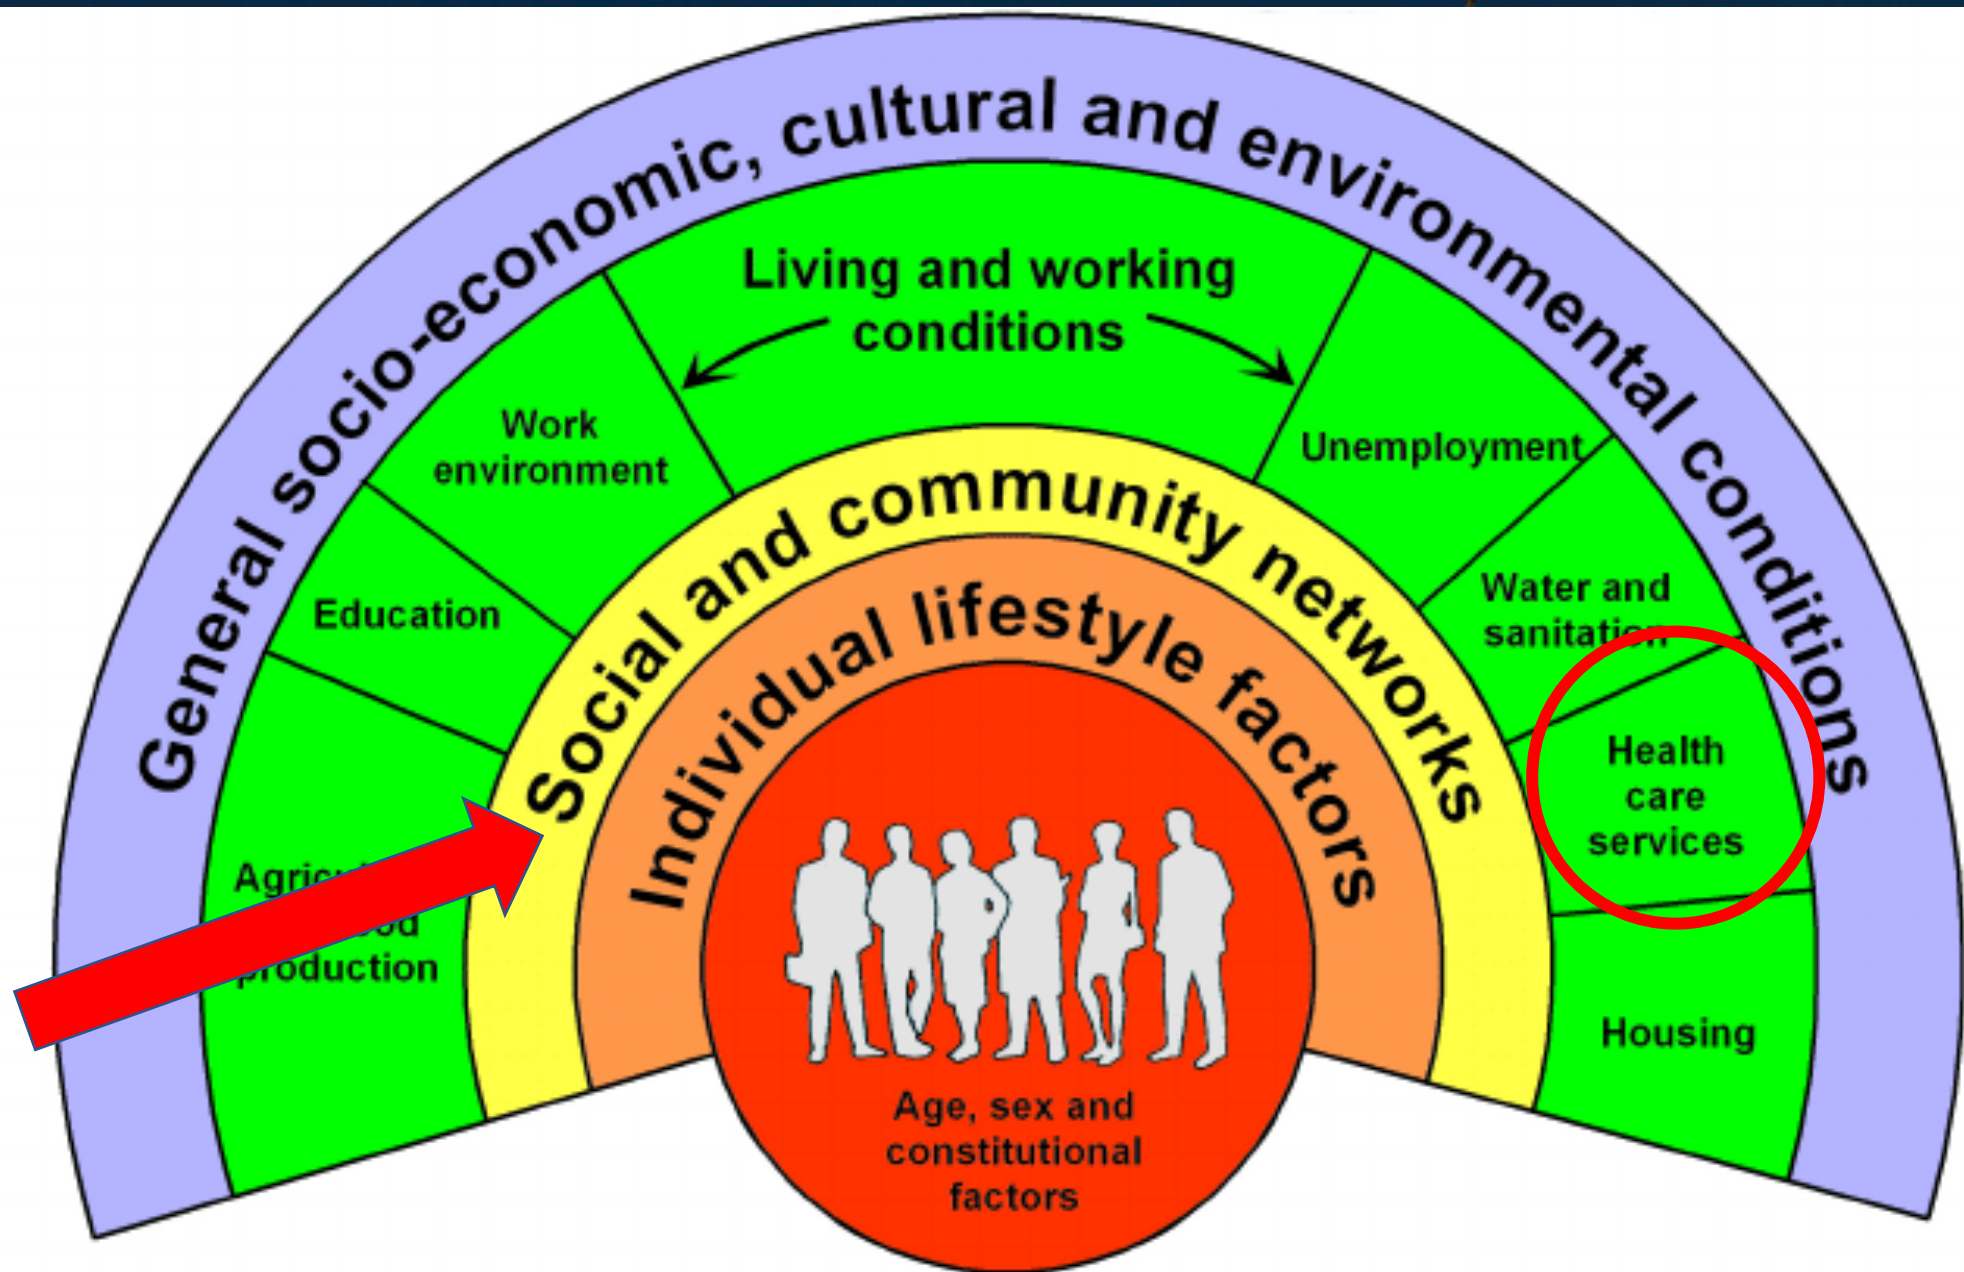 General socio-economic, cultural and environmental conditions
Living and working
conditions
Work
environment
Unemployment
Education
Water and
sanitation
Social and community networks
Individual lifestyle factors
Health
care
services
production
Housing
Age, sex and
constitutional
factors